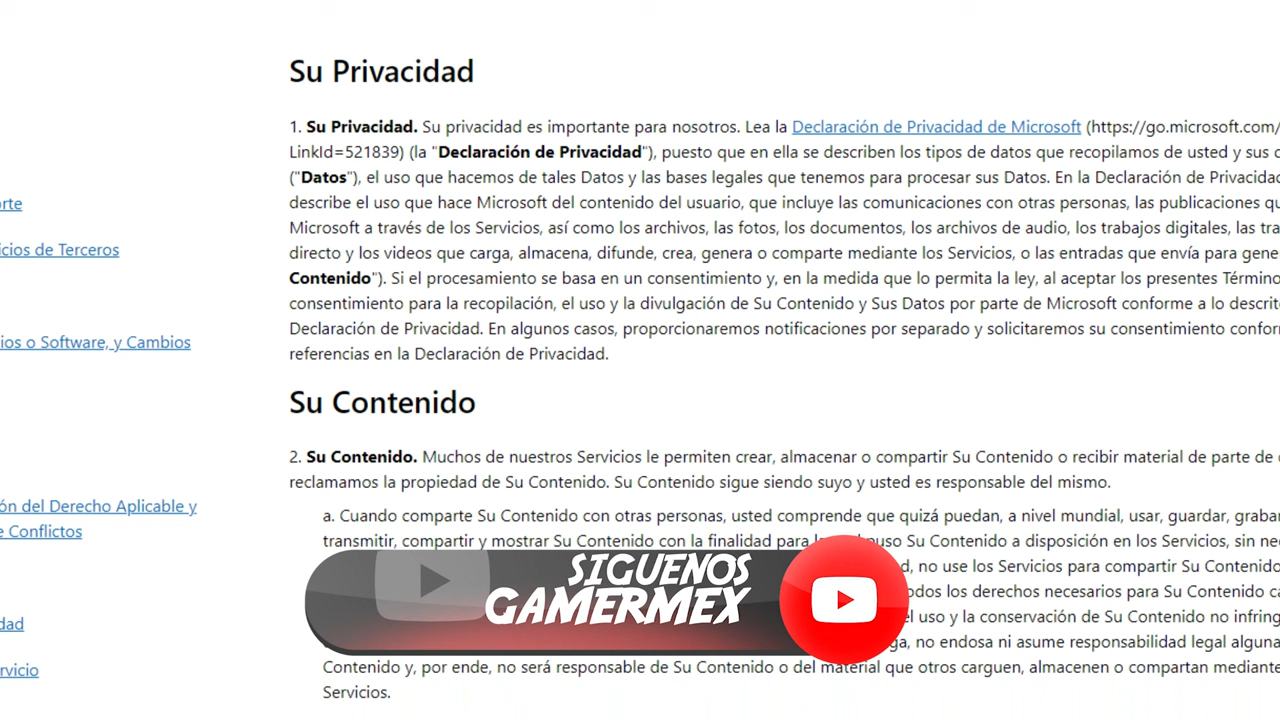 Su Privacidad
1. Su Privacidad. Su privacidad es importante para nosotros. Lea la Declaración de Privacidad de Microsoft (https://go.microsoft.com/
LinkId=521839) (la "Declaración de Privacidad"), puesto que en ella se describen los tipos de datos que recopilamos de usted y sus
("Datos"), el uso que hacemos de tales Datos y las bases legales que tenemos para procesar sus Datos. En la Declaración de Privacidad
describe el uso que hace Microsoft del contenido del usuario, que incluye las comunicaciones con otras personas, las publicaciones
Microsoft a través de los Servicios, así como los archivos, las fotos, los documentos, los archivos de audio, los trabajos digitales, las
directo y los videos que carga, almacena, difunde, crea, genera o comparte mediante los Servicios, o las entradas que envía para
Contenido"). Si el procesamiento se basa en un consentimiento y, en la medida que lo permita la ley, al aceptar los presentes
consentimiento para la recopilación, el uso y la divulgación de Su Contenido y Sus Datos por parte de Microsoft conforme a lo
Declaración de Privacidad. En algunos casos, proporcionaremos notificaciones por separado y solicitaremos su consentimiento
referencias en la Declaración de Privacidad.
Su Contenido
2. Su Contenido. Muchos de nuestros Servicios le permiten crear, almacenar o compartir Su Contenido o recibir material de parte de
reclamamos la propiedad de Su Contenido. Su Contenido sigue siendo suyo y usted es responsable del mismo.
a. Cuando comparte Su Contenido con otras personas, usted comprende que quizá puedan, a nivel mundial, usar, guardar,
transmitir, compartir y mostrar Su Contenido con la finalidad para uso Su Contenido a disposición en los Servicios, sin
no use los Servicios para compartir Su Contenido
los derechos necesarios para Su Contenido
el uso y la conservación de Su Contenido no
no endosa ni asume responsabilidad legal
Contenido y, por ende, no será responsable de Su Contenido o del material que otros carguen, almacenen o compartan mediante
Servicios.
de Terceros
o Software, y Cambios
del Derecho Aplicable y
Conflictos
SIGUENOS
GAMERMEX